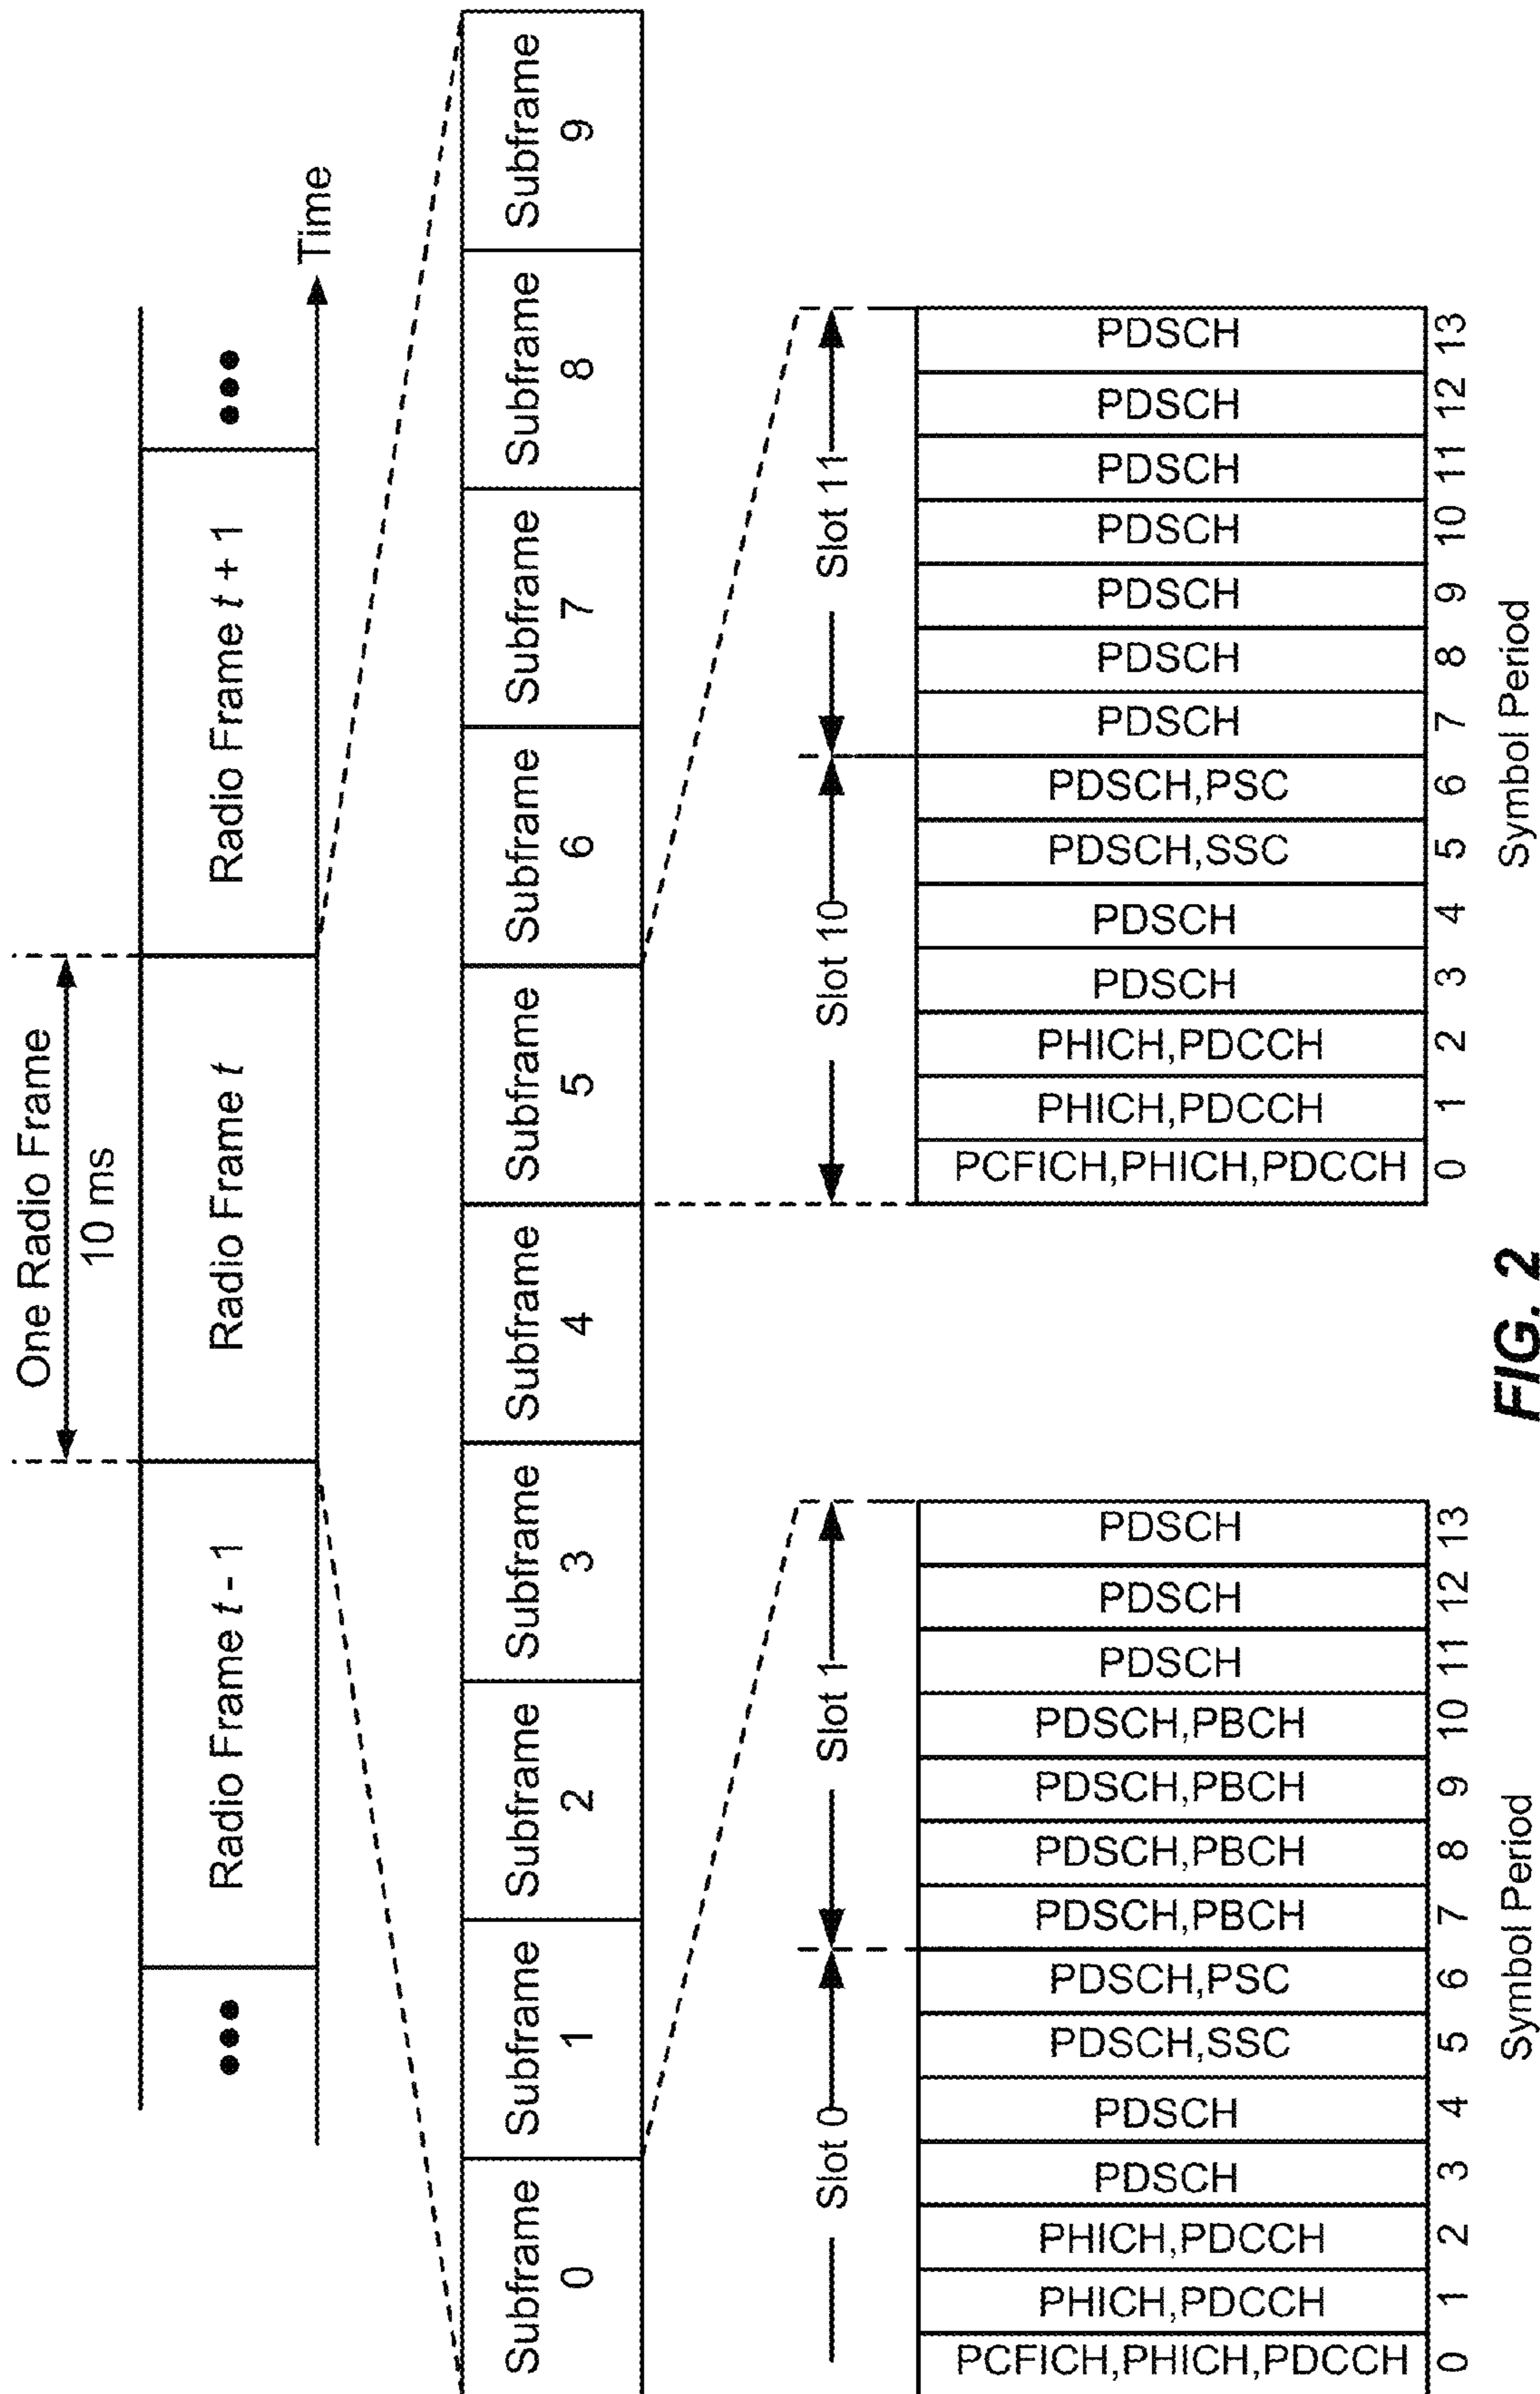 One Radio Frame
10 ms
Radio Frame t - 1
Radio Frame t
Radio Frame t + 1
Time
Subframe
0
Subframe
1
Subframe
2
Subframe
3
Subframe
4
Subframe
5
Subframe
6
Subframe
7
Subframe
8
Subframe
9
Slot 0
Slot 1
PCFICH,PHICH,PDCCH
PHICH,PDCCH
PHICH,PDCCH
PDSCH
PDSCH
PDSCH,SSC
PDSCH,PSC
PDSCH,PBCH
PDSCH,PBCH
PDSCH,PBCH
PDSCH,PBCH
PDSCH
PDSCH
PDSCH
0 1 2 3 4 5 6 7 8 9 10 11 12 13
Symbol Period
Slot 10
Slot 11
PCFICH,PHICH,PDCCH
PHICH,PDCCH
PHICH,PDCCH
PDSCH
PDSCH
PDSCH,SSC
PDSCH,PSC
PDSCH
PDSCH
PDSCH
PDSCH
PDSCH
PDSCH
PDSCH
0 1 2 3 4 5 6 7 8 9 10 11 12 13
Symbol Period
FIG. 2